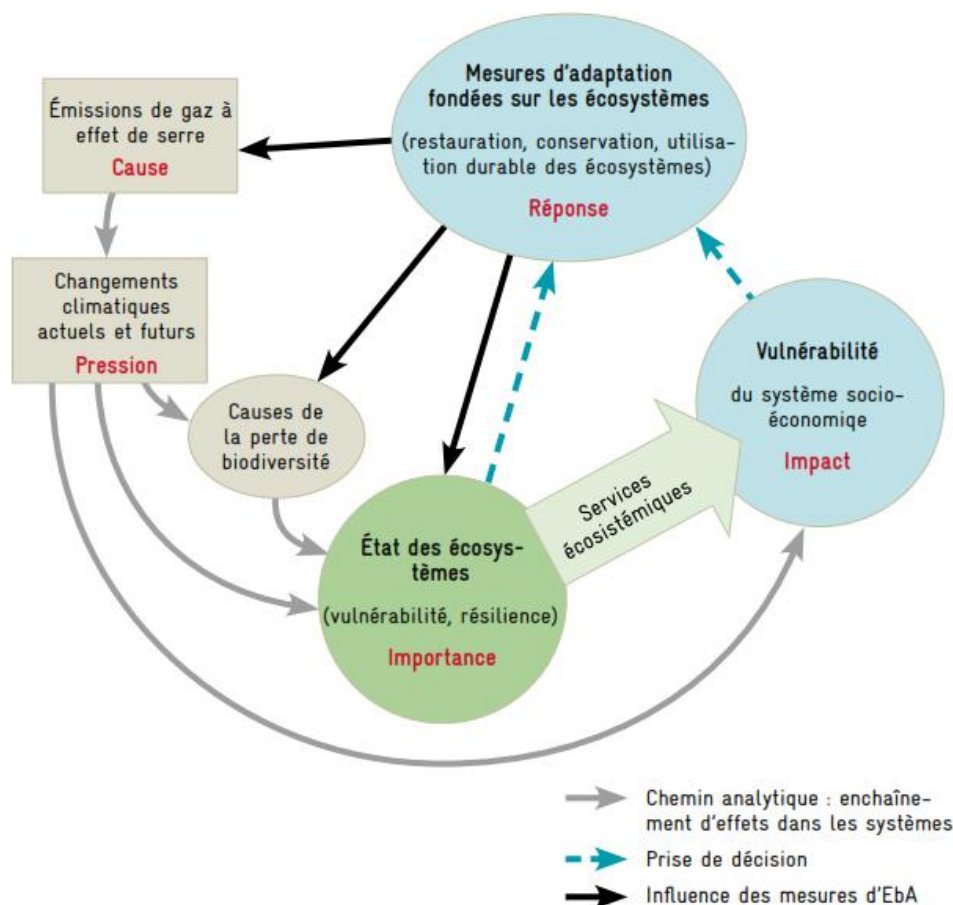 Mesures d'adaptation
fondées sur les écosystèmes
(restauration, conservation, utilisa-
tion durable des écosystèmes)
Réponse
Émissions de gaz à
effet de serre
Cause
Changements
climatiques
actuels et futurs
Pression
Causes de
la perte de
biodiversité
Vulnérabilité
du système socio-
économiqe
Impact
Services
écosistémiques
État des écosys-
tèmes
(vulnérabilité, résilience)
Importance
Chemin analytique : enchaîne-
ment d'effets dans les systèmes
Prise de décision
Influence des mesures d'EbA